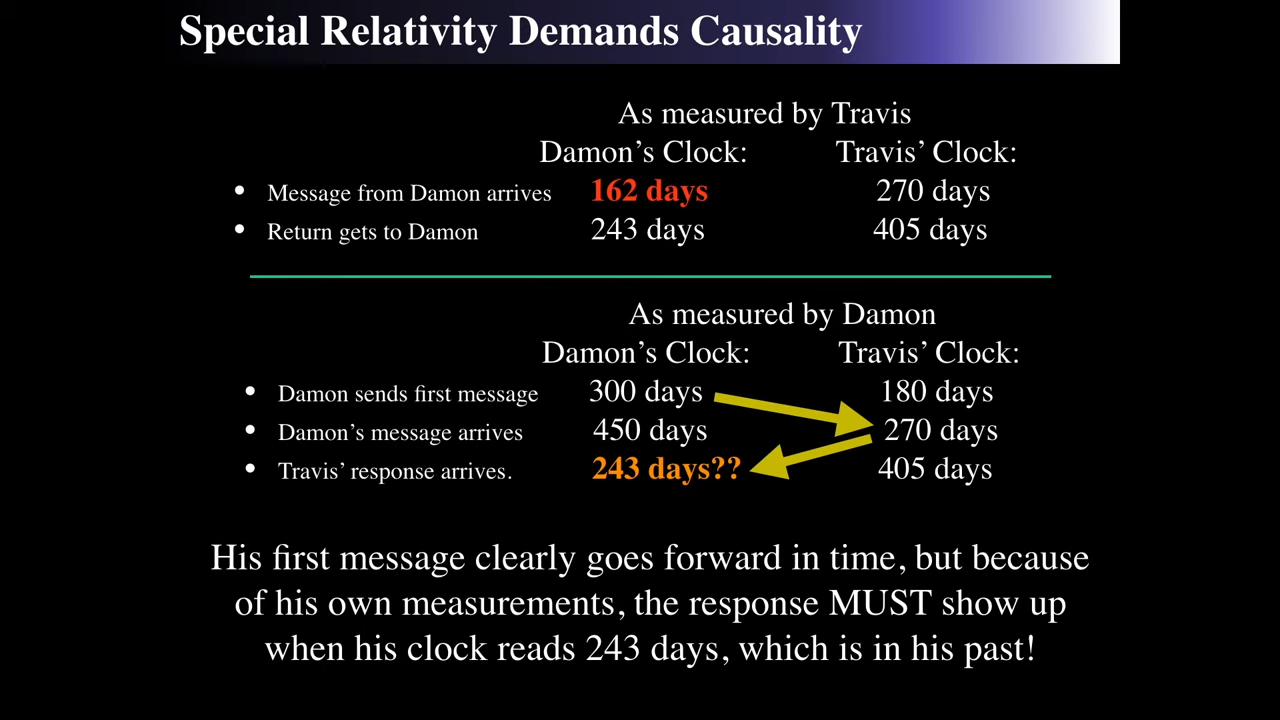 Special Relativity Demands Causality
As measured by Travis
Damon’s Clock: Travis’ Clock:
• Message from Damon arrives 162 days 270 days
• Return gets to Damon 243 days 405 days
As measured by Damon
Damon’s Clock: Travis’ Clock:
• Damon sends first message 300 days 180 days
• Damon’s message arrives 450 days 270 days
• Travis’ response arrives. 243 days?? 405 days
His first message clearly goes forward in time, but because
of his own measurements, the response MUST show up
when his clock reads 243 days, which is in his past!